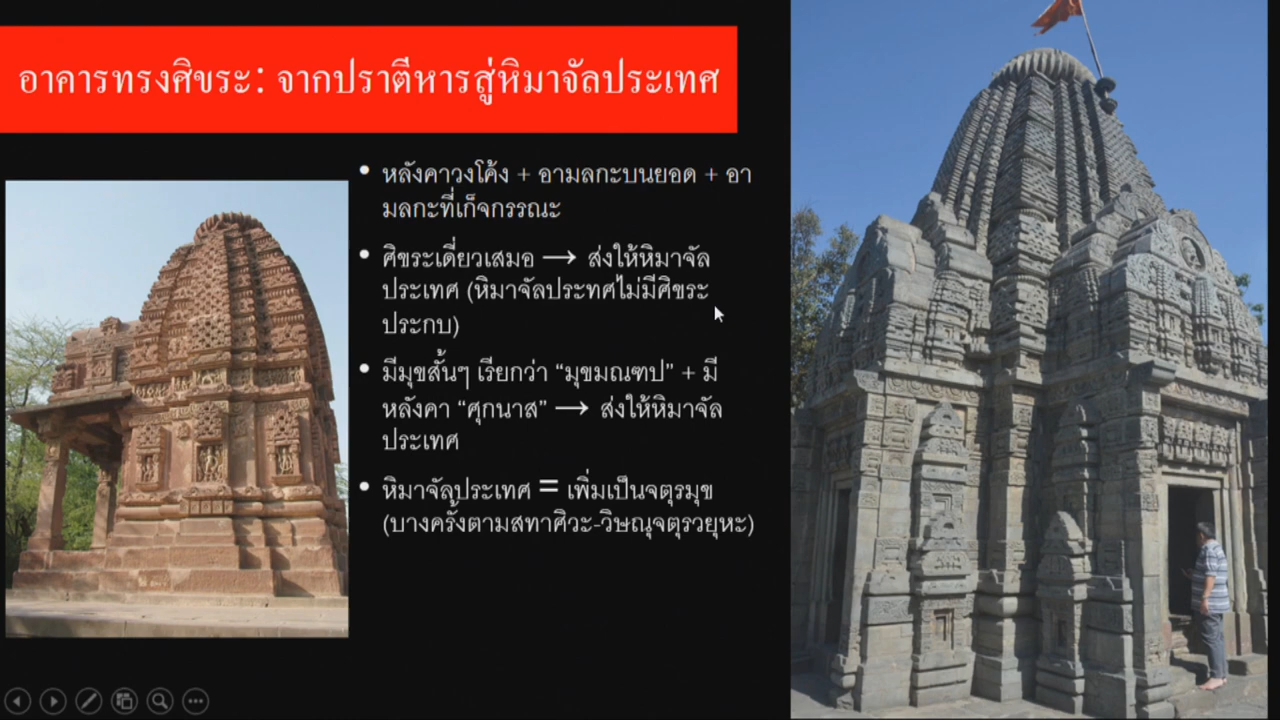 อาคารทรงศิขระ: จากปราตีหารสู่หิมาจัลประเทศ
• หลังคาวงโค้ง + อามลกะบนยอด + อา
มลกะที่เก็จกรรณะ
• ศิขระเดี่ยวเสมอ → ส่งให้หิมาจัล
ประเทศ (หิมาจัลประทศไม่มีศิขระ
ประกบ)
• มีมุขสั้นๆ เรียกว่า “มุขมณฑป” + มี
หลังคา “ศุกนาส” → ส่งให้หิมาจัล
ประเทศ
• หิมาจัลประเทศ = เพิ่มเป็นจตุรมุข
(บางครั้งตามสทาศิวะ-วิษณุจตุรวยุหะ)